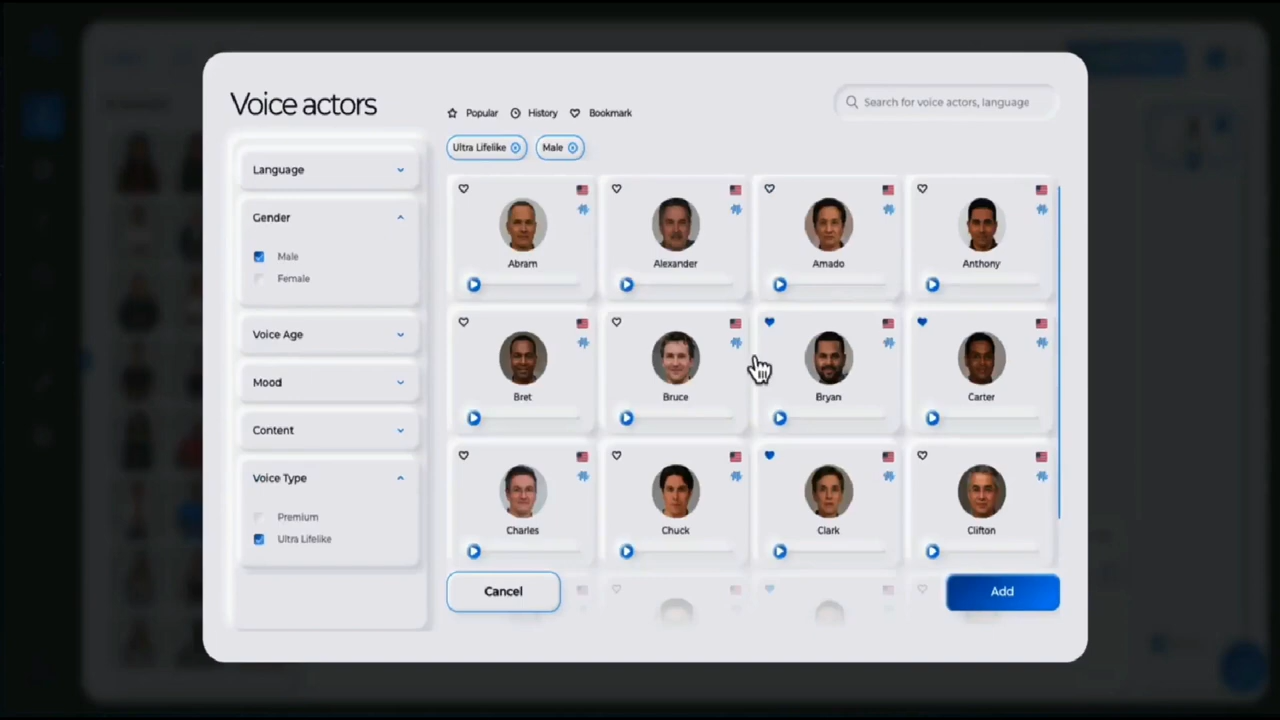 Voice actors
Popular
History
Bookmark
Search for voice actors, language
Ultra Lifelike
Male
Language
Gender
Male
Female
Voice Age
Mood
Content
Voice Type
Premium
Ultra Lifelike
Abram
Alexander
Amado
Anthony
Bret
Bruce
Bryan
Carter
Charles
Chuck
Clark
Clifton
Cancel
Add